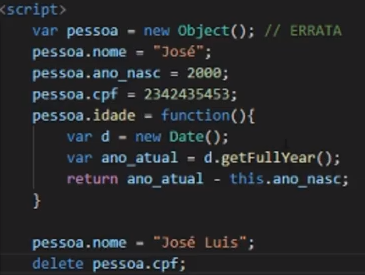 <script>
var pessoa = new Object(); // ERRATA
pessoa.nome = "José";
pessoa.ano_nasc = 2000;
pessoa.cpf = 2342435453;
pessoa.idade = function(){
var d = new Date();
var ano_atual = d.getFullYear();
return ano_atual - this.ano_nasc;
}
pessoa.nome = "José Luis";
delete pessoa.cpf;